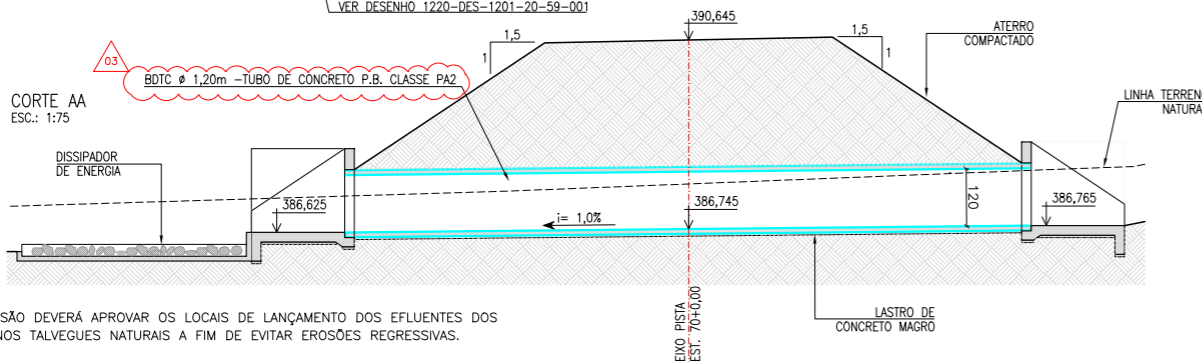 VER DESENHO 1220-DES-1201-20-59-001
390,645
1,5
1
1,5
1
ATERRO
COMPACTADO
03
BDTC ø 1,20m -TUBO DE CONCRETO P.B. CLASSE PA2
CORTE AA
ESC.: 1:75
LINHA TERREN
NATURA
DISSIPADOR
DE ENERGIA
386,625
386,745
120
386,765
i= 1,0%
EIXO PISTA
EST. 70+0,00
LASTRO DE
CONCRETO MAGRO
SÃO DEVERÁ APROVAR OS LOCAIS DE LANÇAMENTO DOS EFLUENTES DOS
NOS TALVEGUES NATURAIS A FIM DE EVITAR EROSÕES REGRESSIVAS.